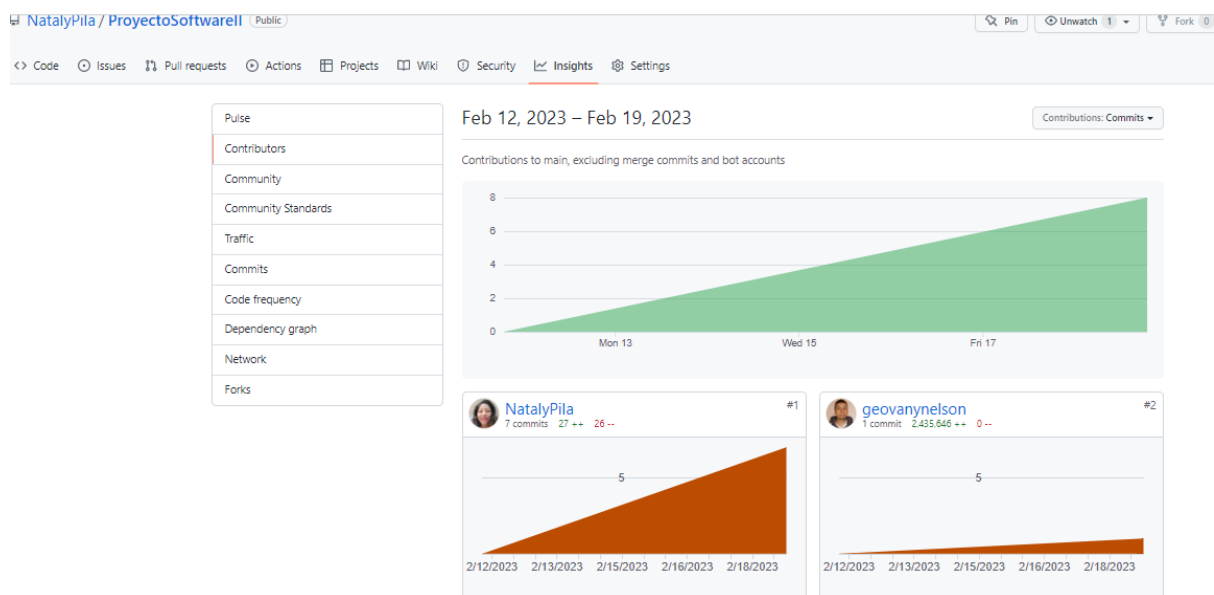 NatalyPila / ProyectoSoftwareII Public Pin Unwatch 1 Fork 0
<> Code Issues Pull requests Actions Projects Wiki Security Insights Settings
Pulse
Contributors
Community
Community Standards
Traffic
Commits
Code frequency
Dependency graph
Network
Forks
Feb 12, 2023 – Feb 19, 2023 Contributions: Commits
Contributions to main, excluding merge commits and bot accounts
8
6
4
2
0
Mon 13 Wed 15 Fri 17
NatalyPila #1
7 commits 27 ++ 26 --
5
2/12/2023 2/13/2023 2/15/2023 2/16/2023 2/18/2023
geovanynelson #2
1 commit 2,435,646 ++ 0 --
5
2/12/2023 2/13/2023 2/15/2023 2/16/2023 2/18/2023